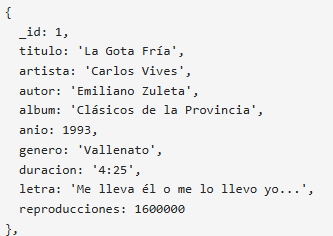 {
  _id: 1,
  titulo: 'La Gota Fría',
  artista: 'Carlos Vives',
  autor: 'Emiliano Zuleta',
  album: 'Clásicos de la Provincia',
  anio: 1993,
  genero: 'Vallenato',
  duracion: '4:25',
  letra: 'Me lleva él o me lo llevo yo...',
  reproducciones: 1600000
},